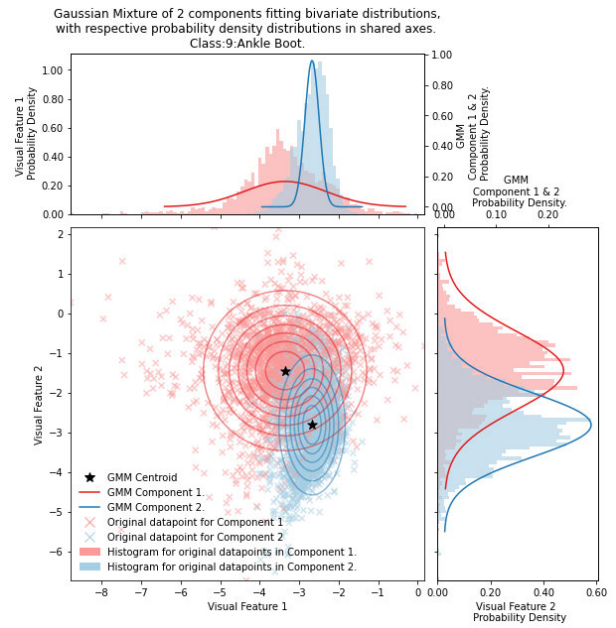 Gaussian Mixture of 2 components fitting bivariate distributions,
with respective probability density distributions in shared axes.
Class:9:Ankle Boot.
Visual Feature 1
Probability Density
1.00
0.80
0.60
0.40
0.20
0.00
1.00
0.80
0.60
0.40
0.20
0.00
GMM
Component 1 & 2
Probability Density.
GMM
Component 1 & 2
Probability Density.
0.00 0.10 0.20
Visual Feature 2
2
1
0
−1
−2
−3
−4
−5
−6
GMM Centroid
GMM Component 1.
GMM Component 2.
Original datapoint for Component 1
Original datapoint for Component 2
Histogram for original datapoints in Component 1.
Histogram for original datapoints in Component 2.
−8 −7 −6 −5 −4 −3 −2 −1 0
Visual Feature 1
0.00 0.20 0.40 0.60
Visual Feature 2
Probability Density